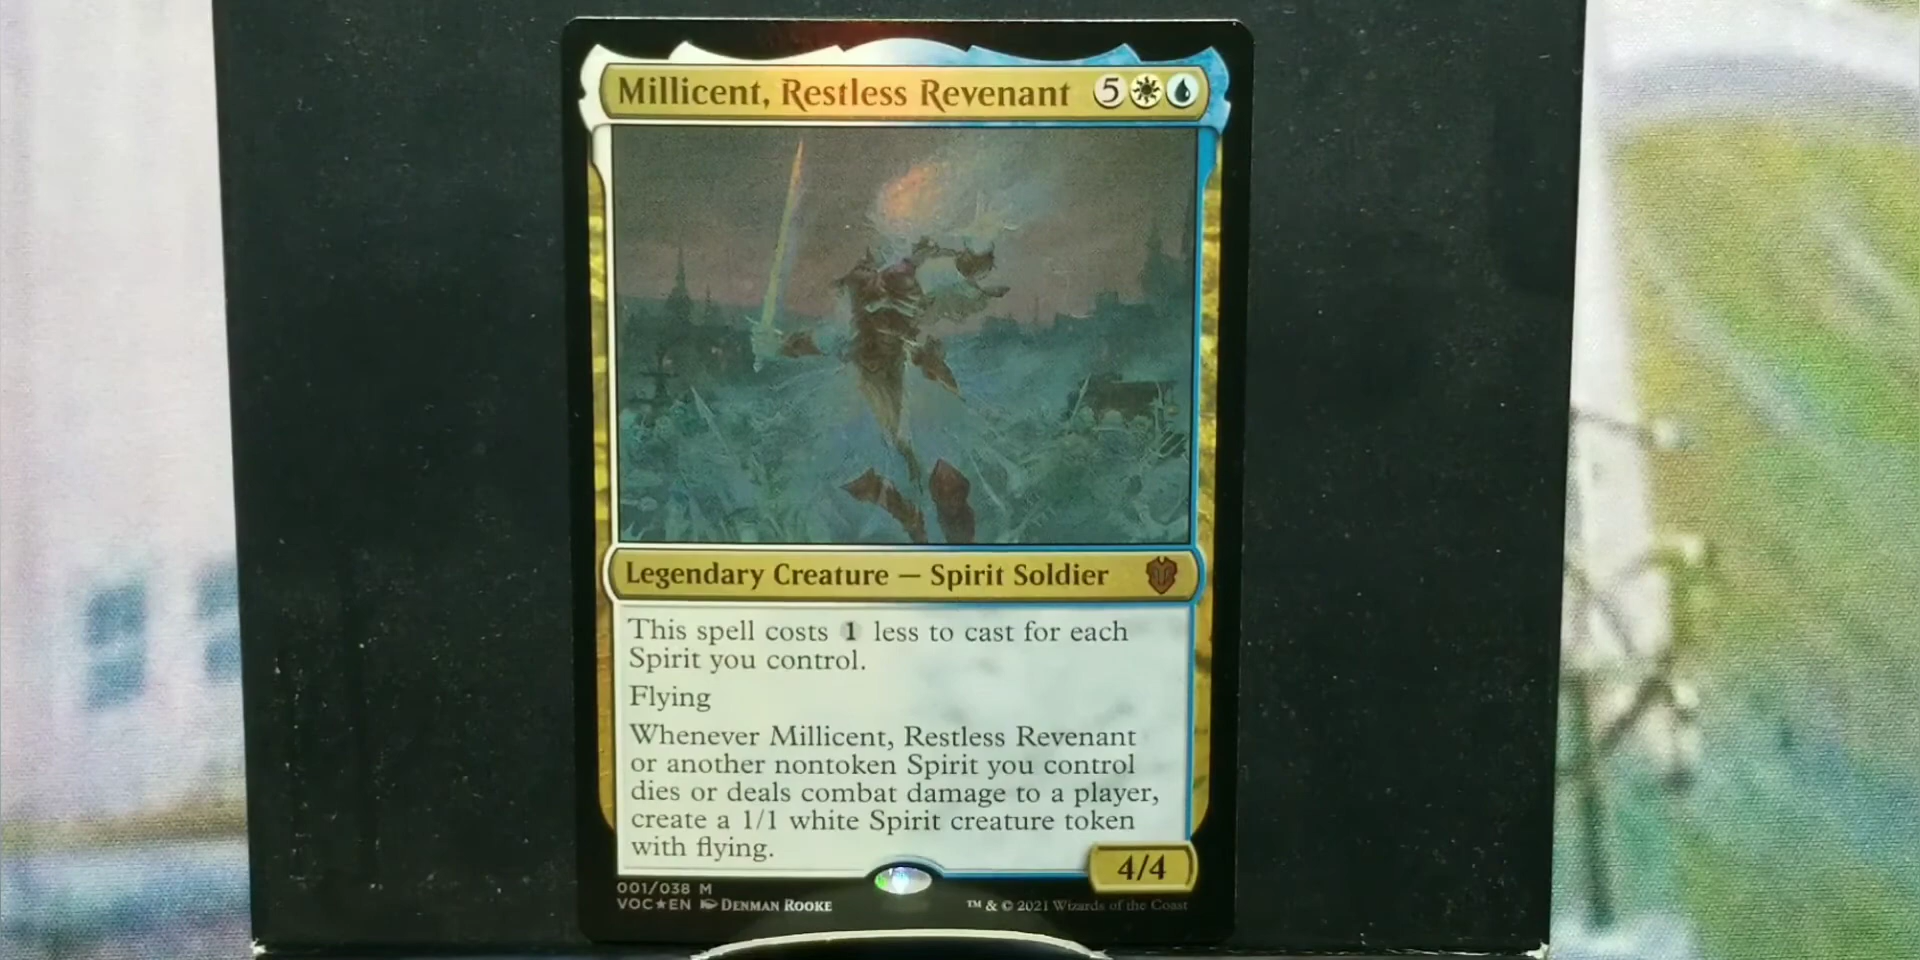 Millicent, Restless Revenant 5
Legendary Creature — Spirit Soldier
This spell costs 1 less to cast for each
Spirit you control.
Flying
Whenever Millicent, Restless Revenant
or another nontoken Spirit you control
dies or deals combat damage to a player,
create a 1/1 white Spirit creature token
with flying.
4/4
001/038 M
VOC★EN Denman Rooke
™ & © 2021 Wizards of the Coast